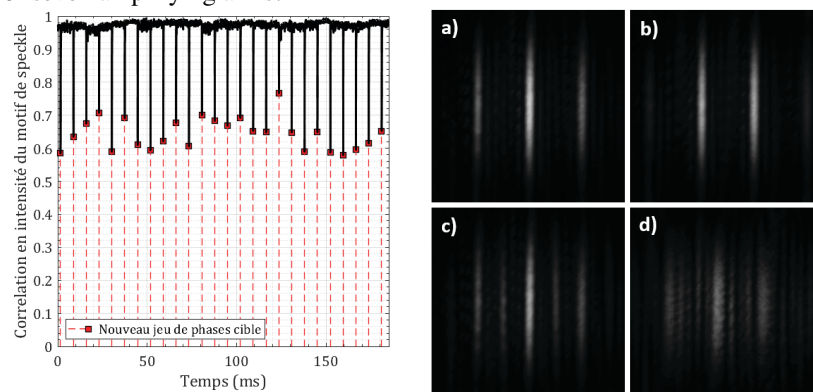 1
0.9
0.8
0.7
0.6
0.5
0.4
0.3
0.2
0.1
0
Correlation en intensité du motif de speckle
Nouveau jeu de phases cible
0 50 100 150
Temps (ms)
a) b)
c) d)